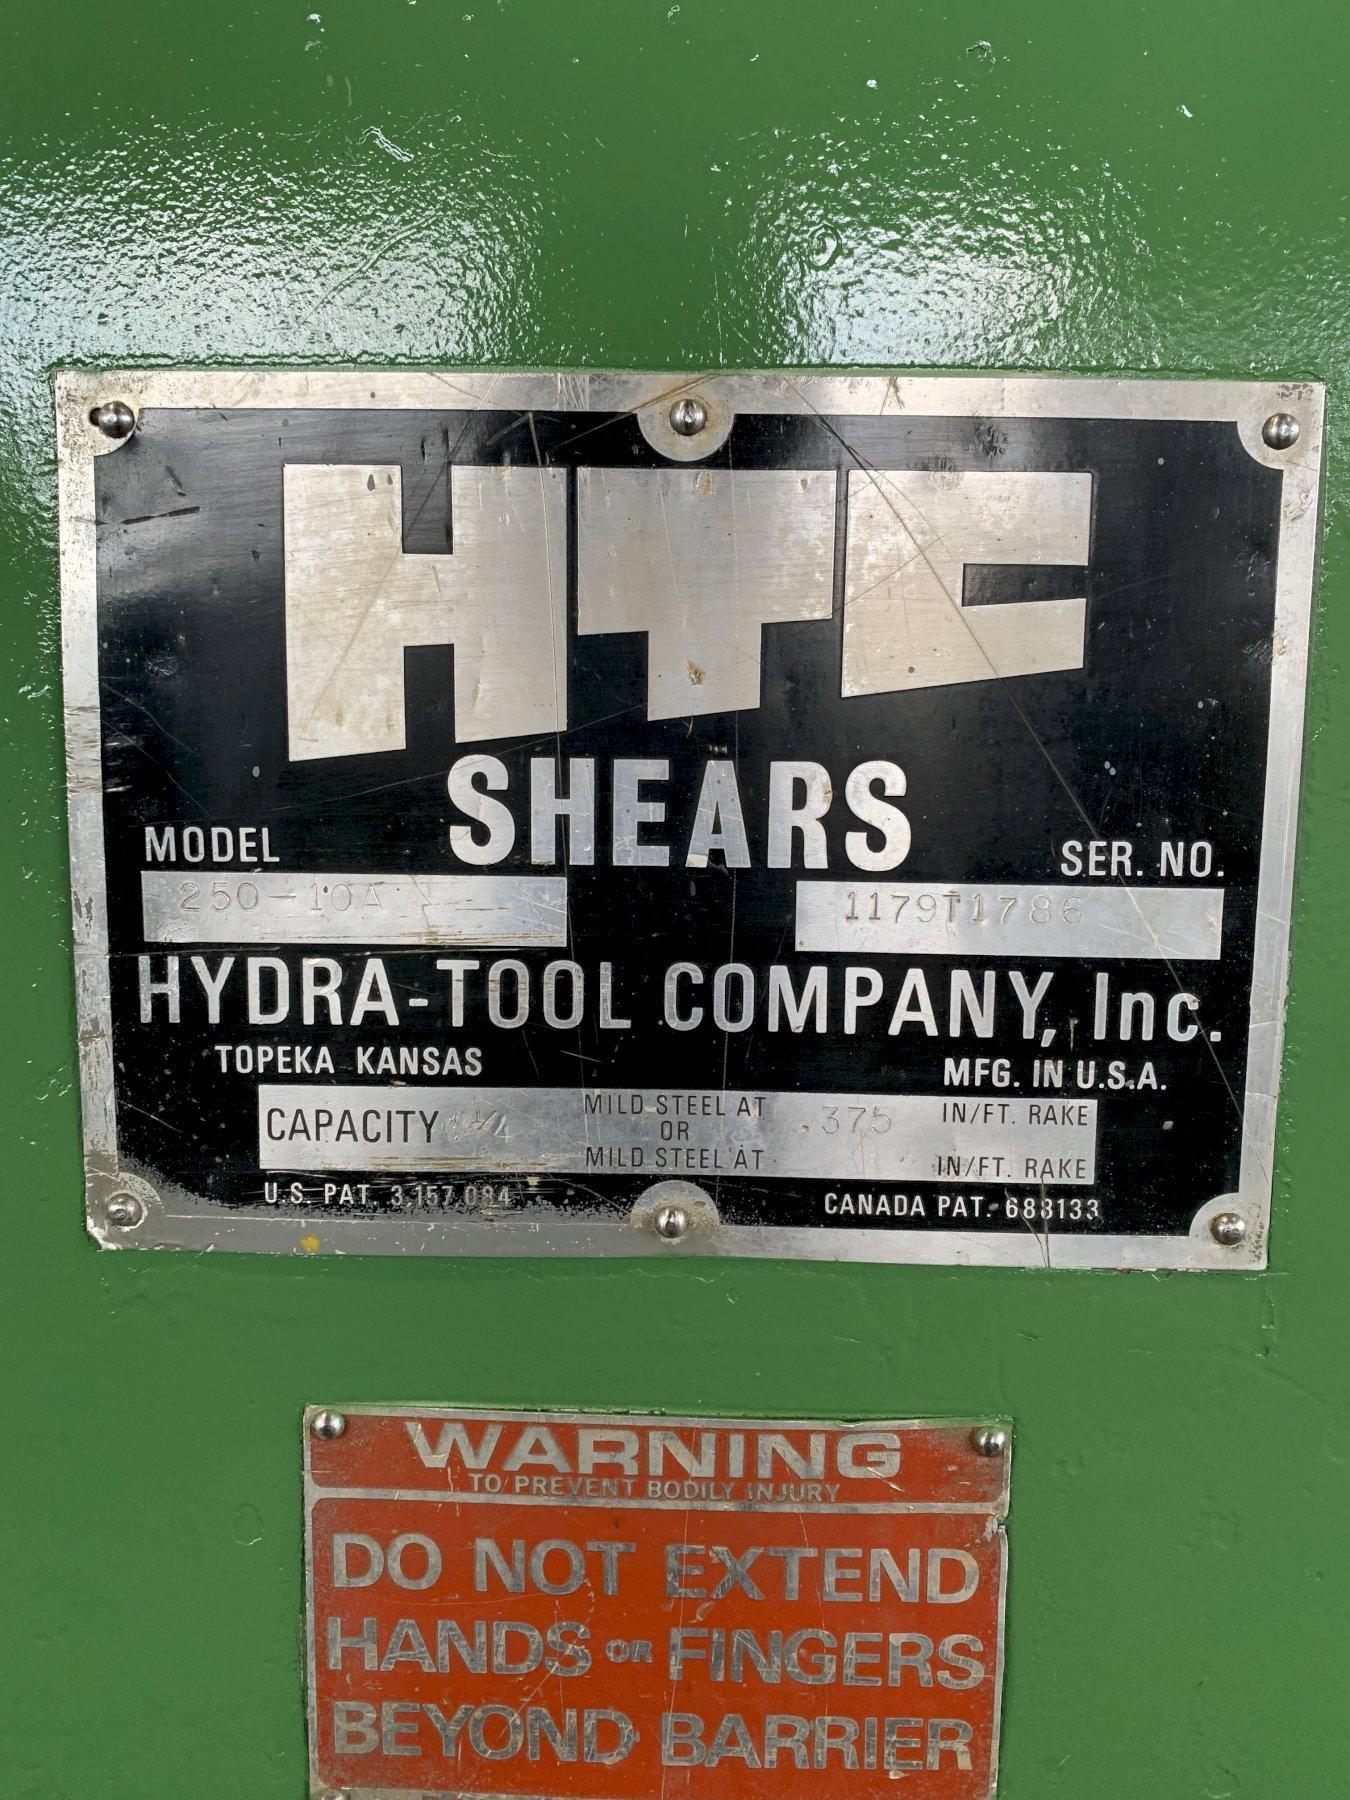 HTC
SHEARS
MODEL SER. NO.
250-10A 1179T1786
HYDRA-TOOL COMPANY, Inc.
TOPEKA KANSAS MFG. IN U.S.A.
CAPACITY 1/4 MILD STEEL AT .375 IN/FT. RAKE
OR
MILD STEEL AT IN/FT. RAKE
U.S. PAT. 3,157,084 CANADA PAT. 688133
WARNING
TO PREVENT BODILY INJURY
DO NOT EXTEND
HANDS OR FINGERS
BEYOND BARRIER